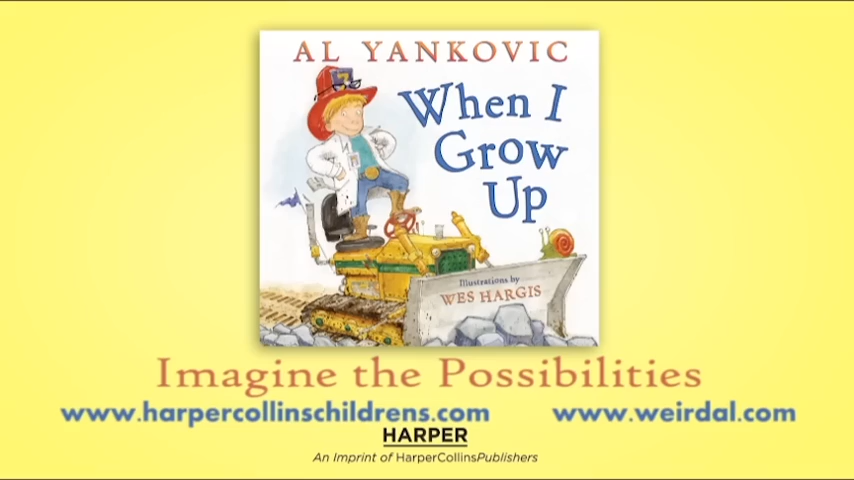 AL YANKOVIC
When I
Grow
Up
Illustrations by
WES HARGIS
Imagine the Possibilities
www.harpercollinschildrens.com www.weirdal.com
HARPER
An Imprint of HarperCollinsPublishers